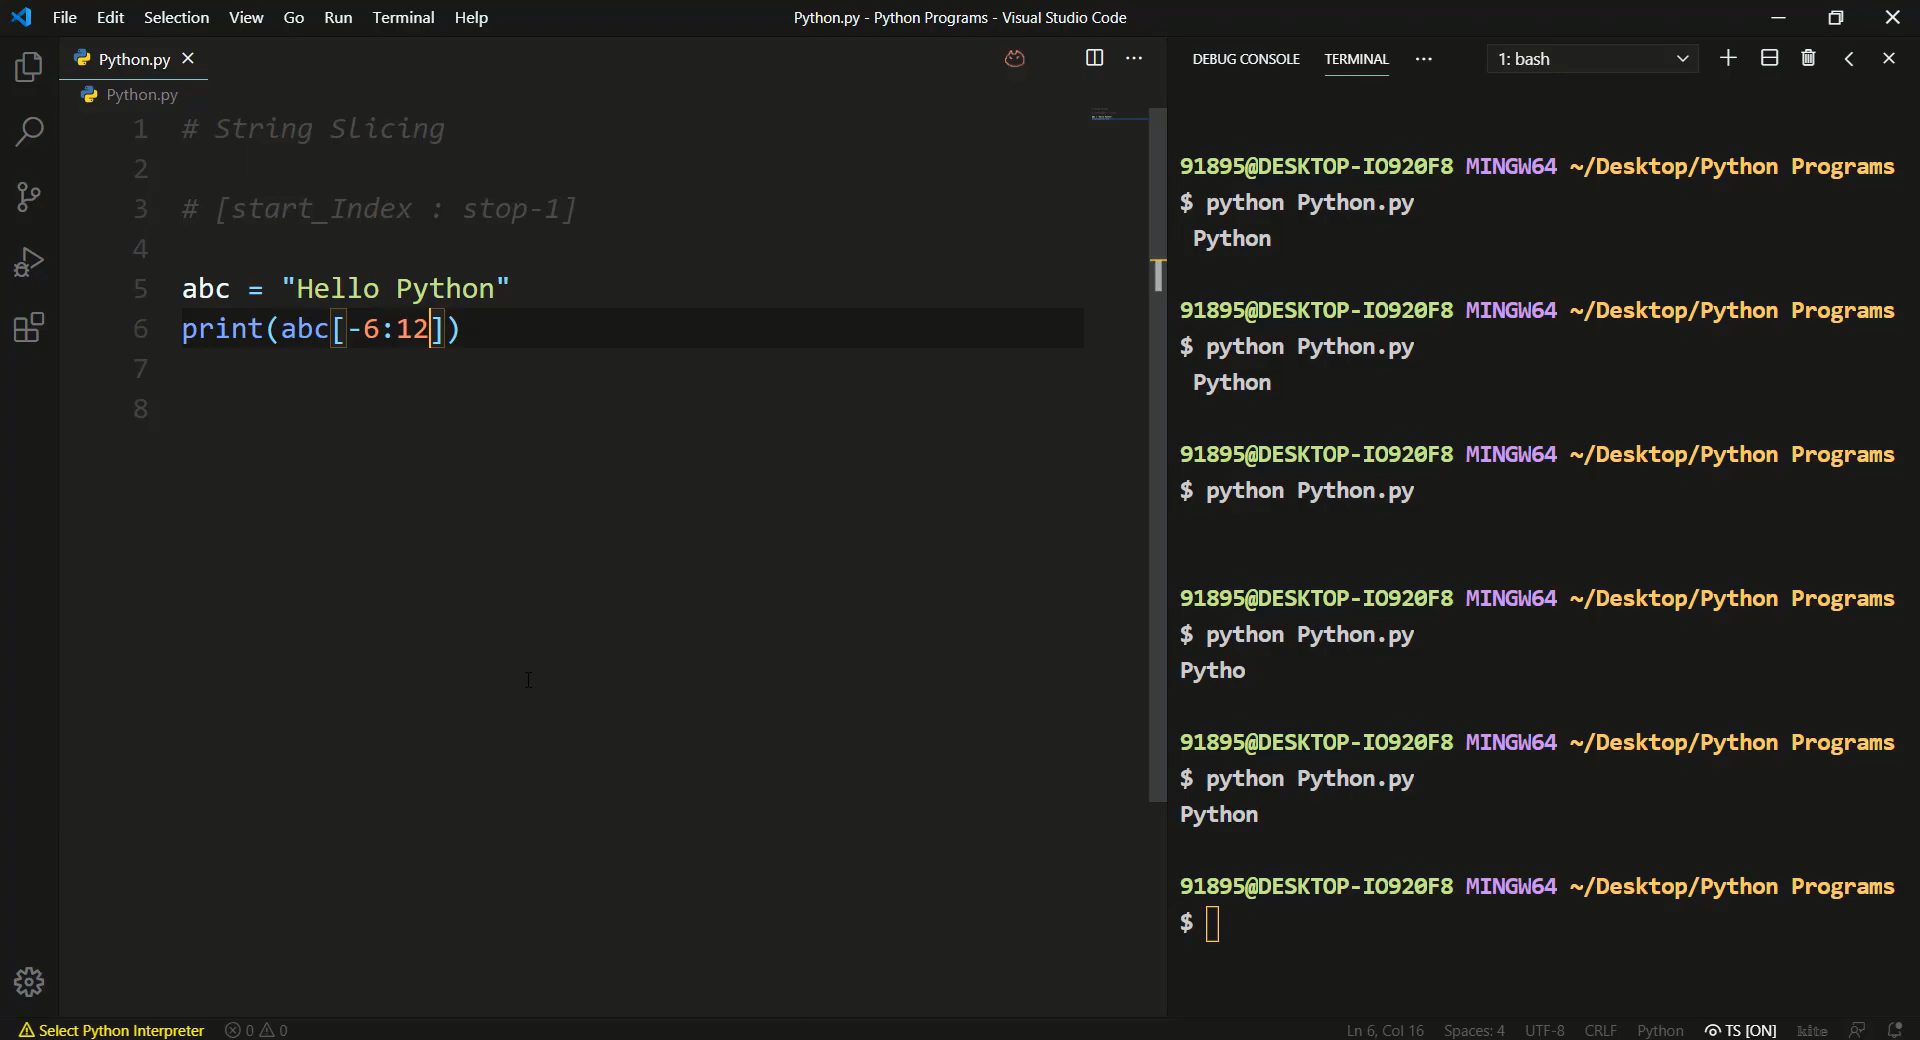 File Edit Selection View Go Run Terminal Help
Python.py - Python Programs - Visual Studio Code
Python.py
Python.py
1 # String Slicing
2
3 # [start_Index : stop-1]
4
5 abc = "Hello Python"
6 print(abc[-6:12])
7
8
DEBUG CONSOLE TERMINAL 1: bash
91895@DESKTOP-IO920F8 MINGW64 ~/Desktop/Python Programs
$ python Python.py
Python
91895@DESKTOP-IO920F8 MINGW64 ~/Desktop/Python Programs
$ python Python.py
Python
91895@DESKTOP-IO920F8 MINGW64 ~/Desktop/Python Programs
$ python Python.py
91895@DESKTOP-IO920F8 MINGW64 ~/Desktop/Python Programs
$ python Python.py
Pytho
91895@DESKTOP-IO920F8 MINGW64 ~/Desktop/Python Programs
$ python Python.py
Python
91895@DESKTOP-IO920F8 MINGW64 ~/Desktop/Python Programs
$
Select Python Interpreter 0 0 Ln 6, Col 16 Spaces: 4 UTF-8 CRLF Python TS [ON] kite